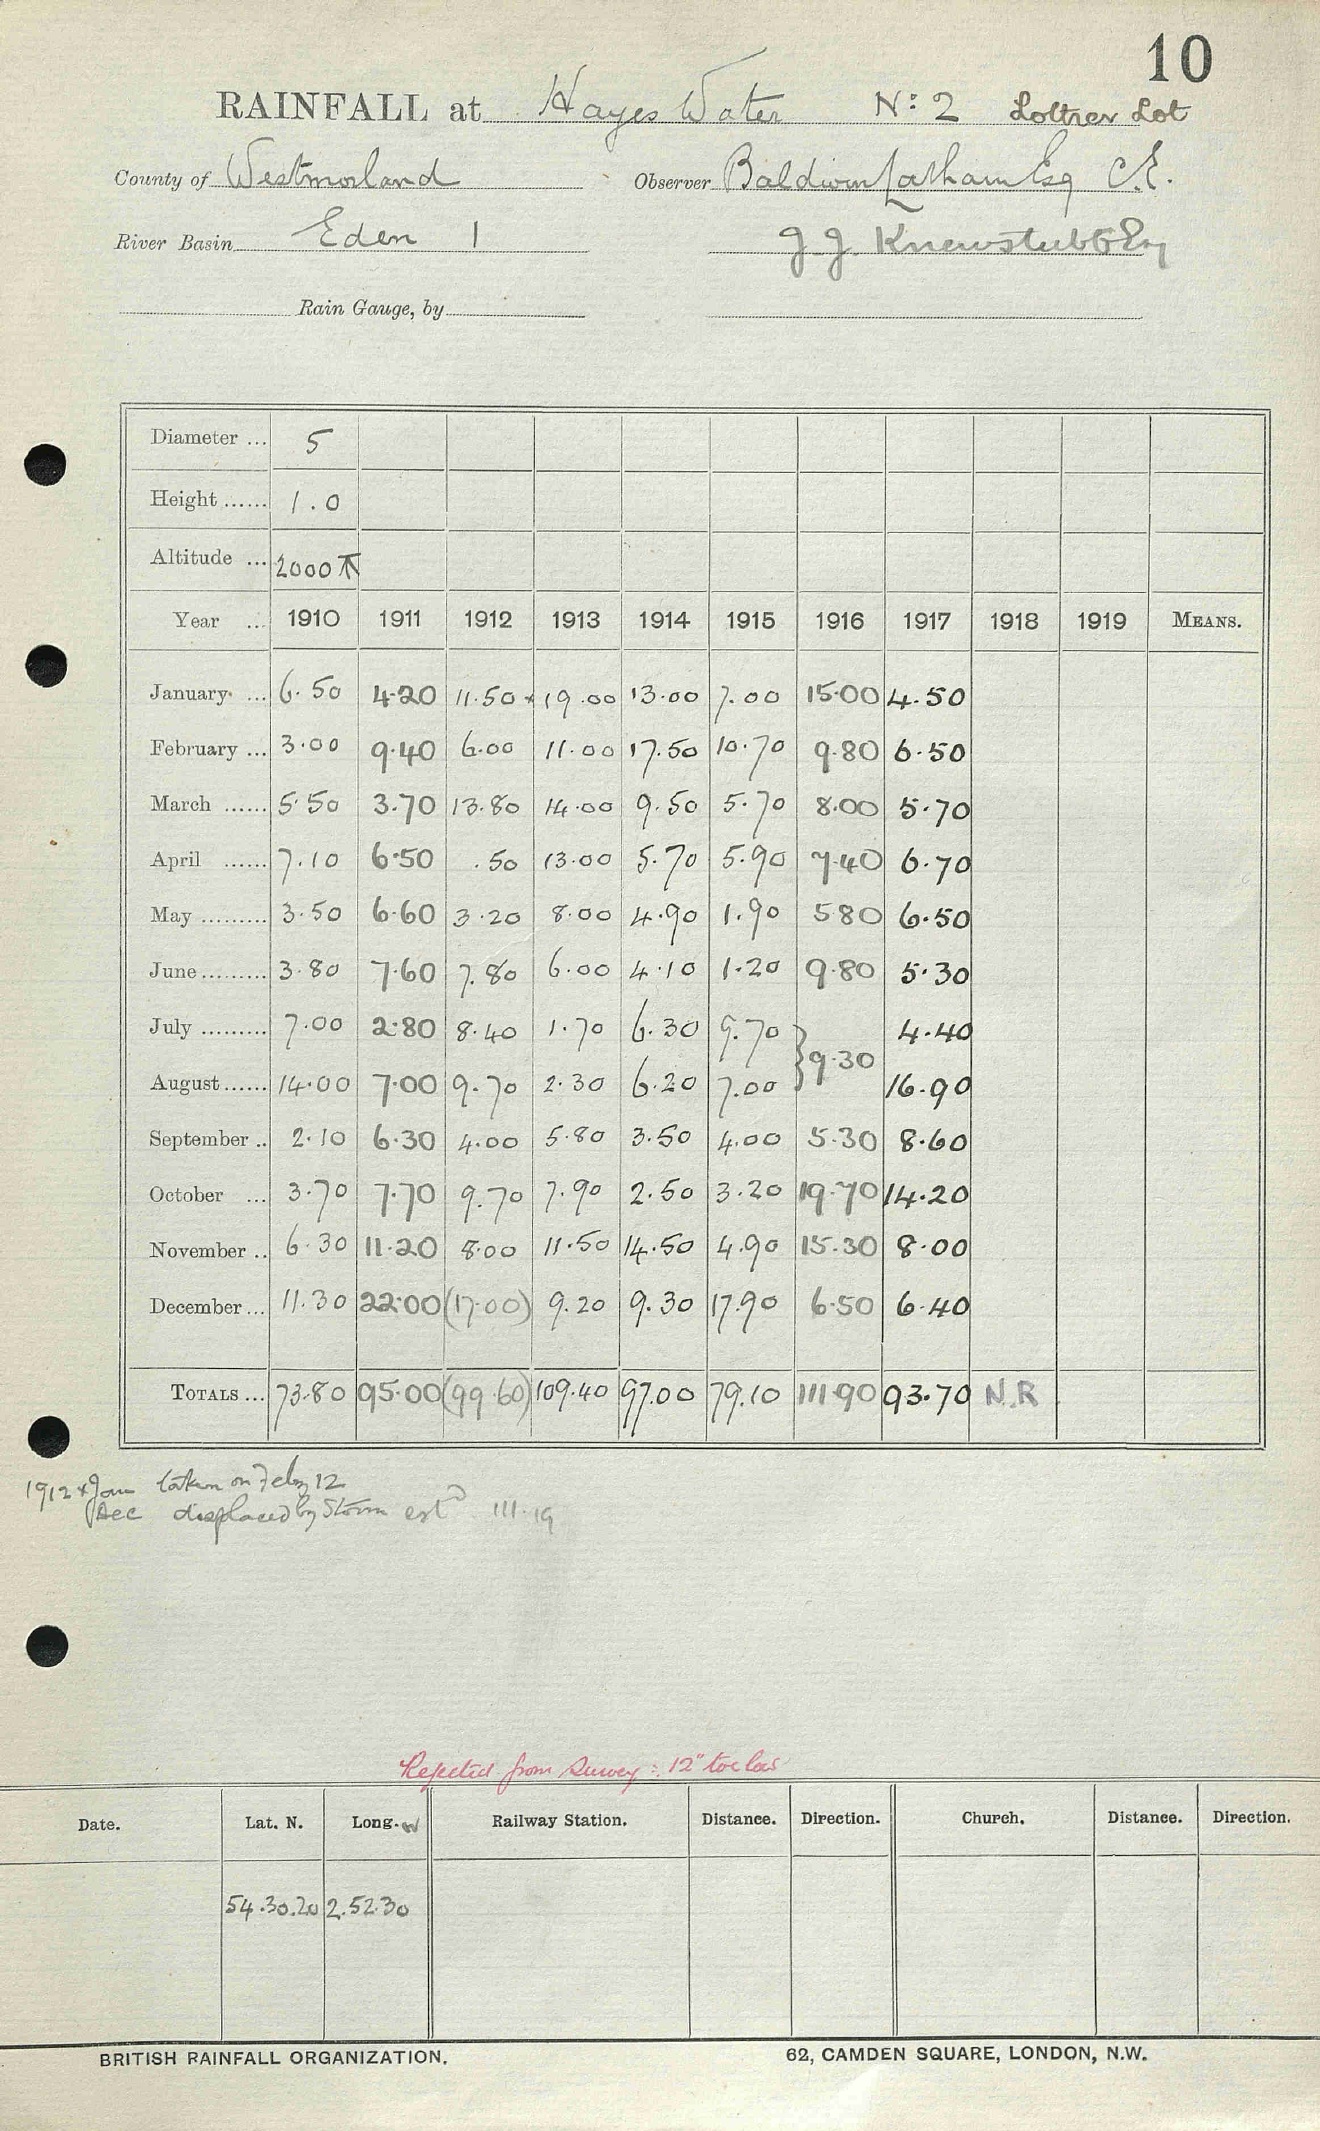 10
RAINFALL at Hayes Water No: 2
County of Westmorland Observer Baldwin Latham Esq C.E.
River Basin Eden 1 J J Knewstubb Esq
Rain Gauge, by
Diameter ... 5
Height ...... 1.0
Altitude ... 2000
Year ... 1910 1911 1912 1913 1914 1915 1916 1917 1918 1919 MEANS.
January ... 6.50 4.20 11.50 x 19.00 13.00 7.00 15.00 4.50
February ... 3.00 9.40 6.00 11.00 17.50 10.70 9.80 6.50
March ...... 5.50 3.70 13.80 14.00 9.50 5.70 8.00 5.70
April ...... 7.10 6.50 .50 13.00 5.70 5.90 7.40 6.70
May ......... 3.50 6.60 3.20 8.00 4.90 1.90 5 80 6.50
June ......... 3.80 7.60 7.80 6.00 4.10 1.20 9.80 5.30
July ......... 7.00 2.80 8.40 1.70 6.30 9.70 } 4.40
9.30
August ...... 14.00 7.00 9.70 2.30 6.20 7.00 16.90
September .. 2.10 6.30 4.00 5.80 3.50 4.00 5.30 8.60
October ... 3.70 7.70 9.70 7.90 2.50 3.20 19.70 14.20
November .. 6.30 11.20 8.00 11.50 14.50 4.90 15.30 8.00
December ... 11.30 22.00 (17.00) 9.20 9.30 17.90 6.50 6.40
TOTALS ... 73.80 95.00 (99.60) 109.40 97.00 79.10 111.90 93.70 N.R
1912 x Jan taken on Feby 12
Dec displaced by Storm estd 111.19
Rejected from Survey: 12" too low
Date. Lat. N. Long. W Railway Station. Distance. Direction. Church. Distance. Direction.
54.30.20 2.52.30
BRITISH RAINFALL ORGANIZATION. 62, CAMDEN SQUARE, LONDON, N.W.